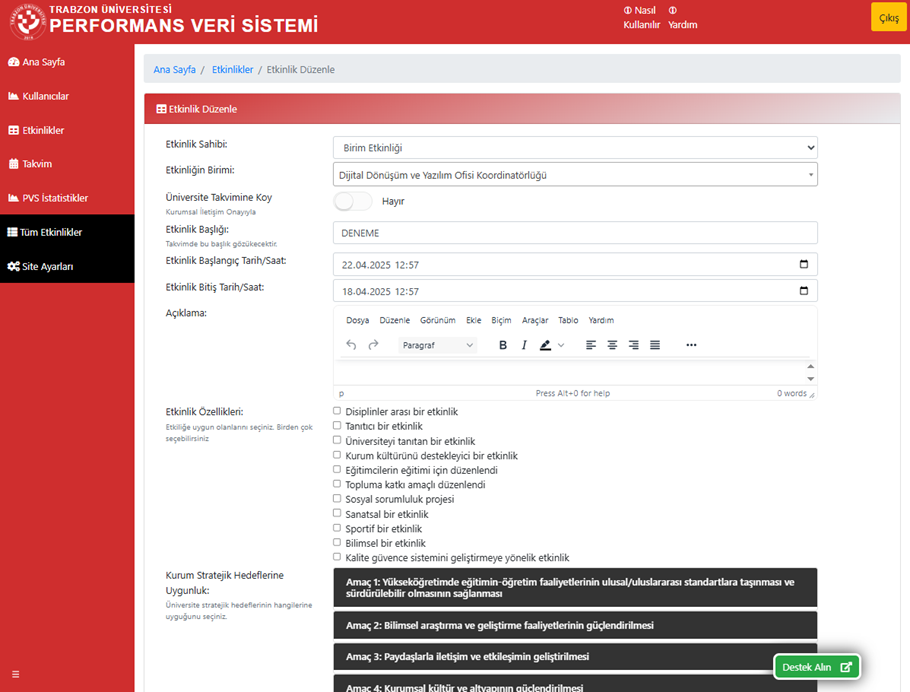 TRABZON ÜNİVERSİTESİ
PERFORMANS VERİ SİSTEMİ
Nasıl Kullanılır
Yardım
Çıkış
Ana Sayfa
Kullanıcılar
Etkinlikler
Takvim
PVS İstatistikler
Tüm Etkinlikler
Site Ayarları
Ana Sayfa / Etkinlikler / Etkinlik Düzenle
Etkinlik Düzenle
Etkinlik Sahibi:
Birim Etkinliği
Etkinliğin Birimi:
Dijital Dönüşüm ve Yazılım Ofisi Koordinatörlüğü
Üniversite Takvimine Koy
Kurumsal İletişim Onayıyla
Hayır
Etkinlik Başlığı:
Takvimde bu başlık gözükecektir.
DENEME
Etkinlik Başlangıç Tarih/Saat:
22.04.2025 12:57
Etkinlik Bitiş Tarih/Saat:
18.04.2025 12:57
Açıklama:
Dosya Düzenle Görünüm Ekle Biçim Araçlar Tablo Yardım
Paragraf B I
p Press Alt+0 for help 0 words
Etkinlik Özellikleri:
Etkiliğe uygun olanlarını seçiniz. Birden çok
seçebilirsiniz
Disiplinler arası bir etkinlik
Tanıtıcı bir etkinlik
Üniversiteyi tanıtan bir etkinlik
Kurum kültürünü destekleyici bir etkinlik
Eğitimcilerin eğitimi için düzenlendi
Topluma katkı amaçlı düzenlendi
Sosyal sorumluluk projesi
Sanatsal bir etkinlik
Sportif bir etkinlik
Bilimsel bir etkinlik
Kalite güvence sistemini geliştirmeye yönelik etkinlik
Kurum Stratejik Hedeflerine
Uygunluk:
Üniversite stratejik hedeflerinin hangilerine
uyguğunu seçiniz.
Amaç 1: Yükseköğretimde eğitimin-öğretim faaliyetlerinin ulusal/uluslararası standartlara taşınması ve
sürdürülebilir olmasının sağlanması
Amaç 2: Bilimsel araştırma ve geliştirme faaliyetlerinin güçlendirilmesi
Amaç 3: Paydaşlarla iletişim ve etkileşimin geliştirilmesi
Amaç 4: Kurumsal kültür ve altyapının güçlendirilmesi
Destek Alın